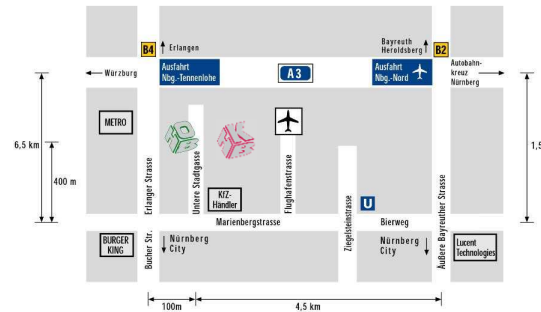 B4
Erlangen
Bayreuth
Heroldsberg
B2
Würzburg
Ausfahrt
Nbg.-Tennenlohe
A3
Ausfahrt
Nbg.-Nord
Autobahn-
kreuz
Nürnberg
METRO
6,5 km
1,5
400 m
Erlanger Strasse
Untere Stadtgasse
Flughafenstrasse
Ziegelsteinstrasse
Äußere Bayreuther Strasse
KfZ-
Händler
U
Marienbergstrasse
Bierweg
BURGER
KING
Bucher Str.
Nürnberg
City
Nürnberg
City
Lucent
Technologies
100m
4,5 km